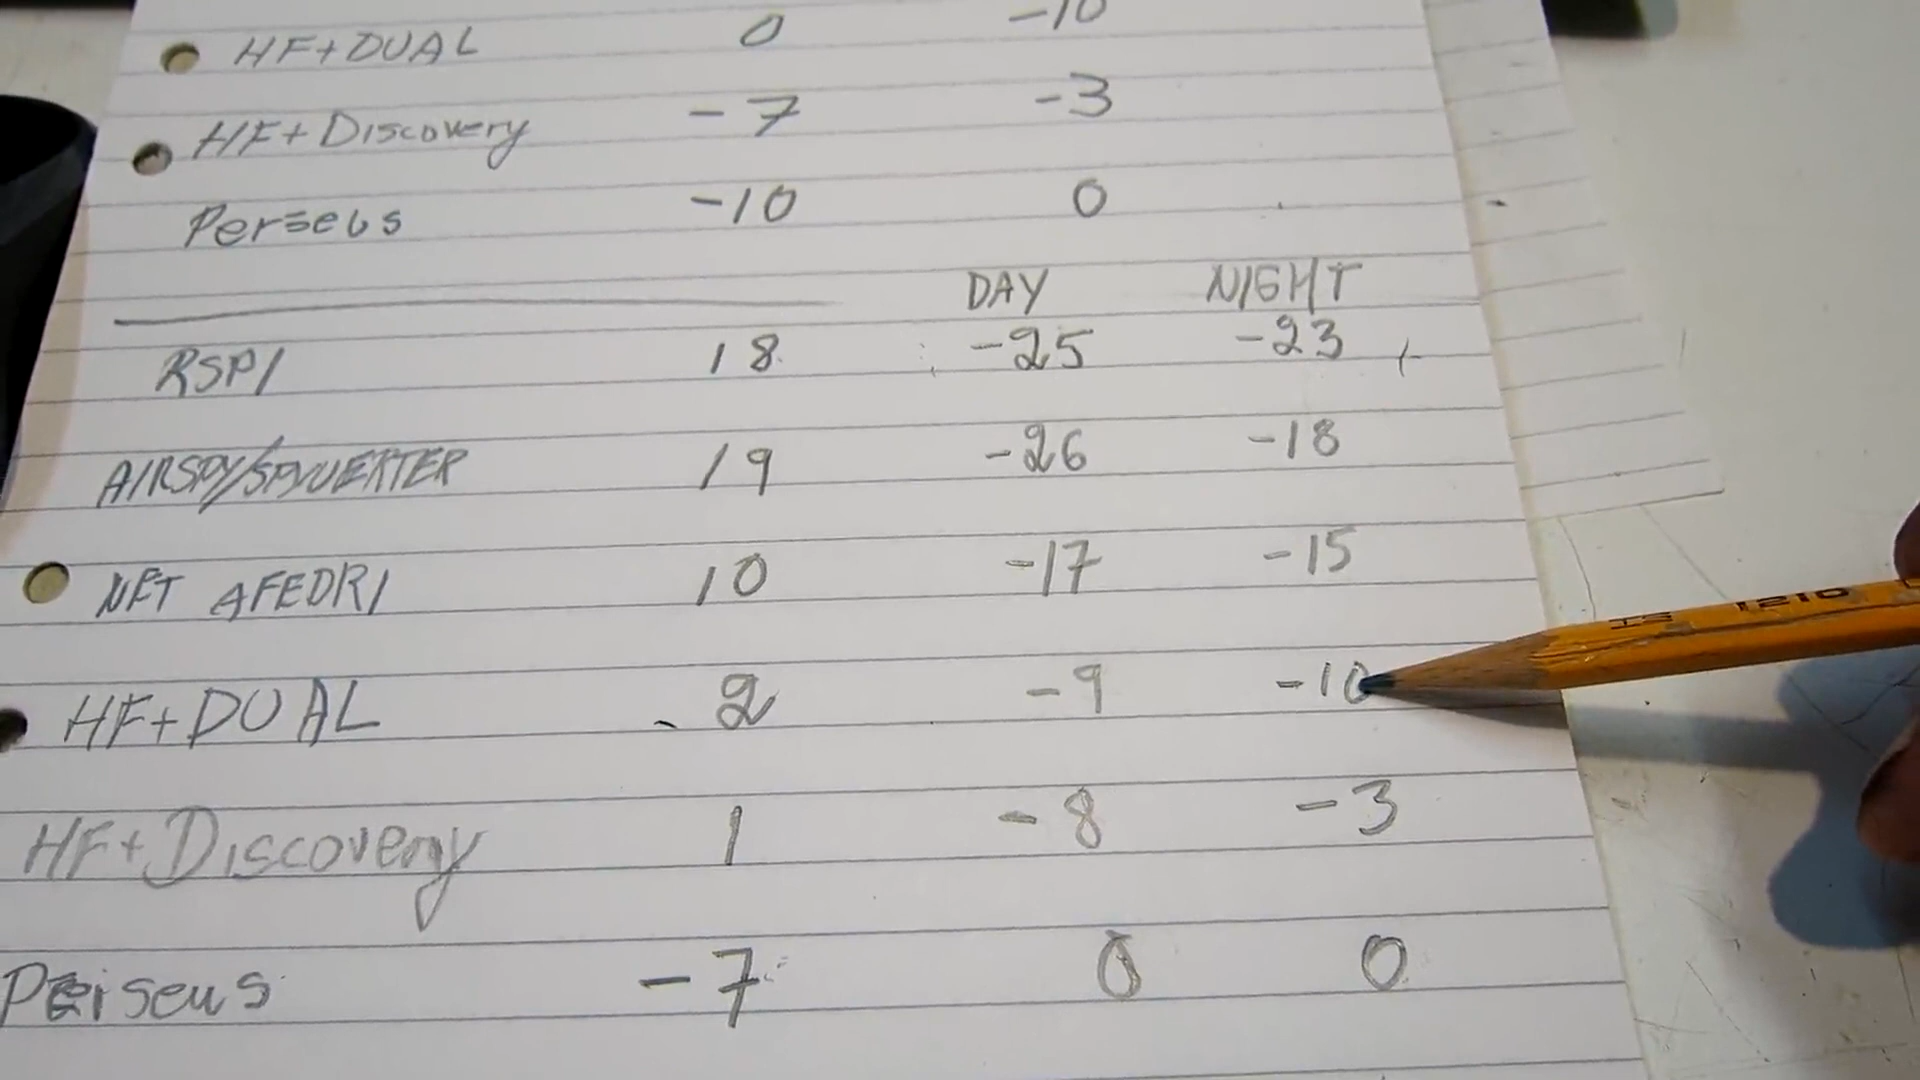 HF+DUAL 0 -10
HF+Discovery -7 -3
Perseus -10 0
DAY NIGHT
RSP1 18 -25 -23
AIRSPY/SPYVERTER 19 -26 -18
NET AFEDRI 10 -17 -15
HF+DUAL 2 -9 -10
HF+Discovery 1 -8 -3
Perseus -7 0 0
1210